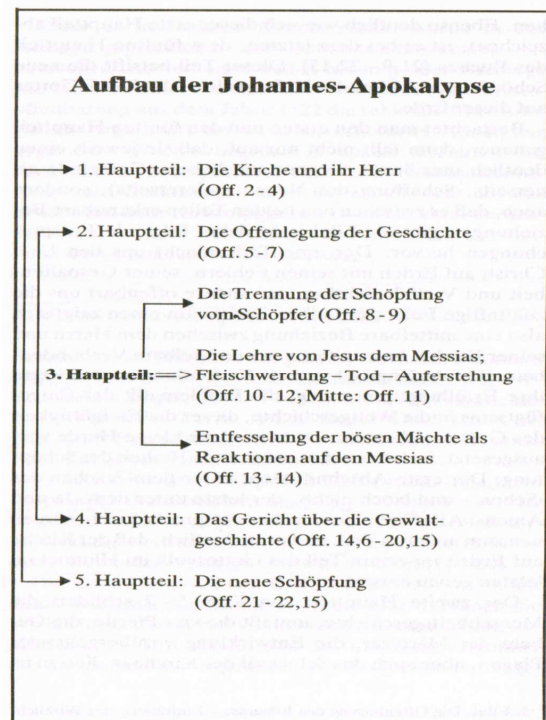 Aufbau der Johannes-Apokalypse
1. Hauptteil: Die Kirche und ihr Herr
(Off. 2-4)
2. Hauptteil: Die Offenlegung der Geschichte
(Off. 5-7)
Die Trennung der Schöpfung
vom Schöpfer (Off. 8-9)
Die Lehre von Jesus dem Messias;
3. Hauptteil: ==> Fleischwerdung – Tod – Auferstehung
(Off. 10-12; Mitte: Off. 11)
Entfesselung der bösen Mächte als
Reaktionen auf den Messias
(Off. 13-14)
4. Hauptteil: Das Gericht über die Gewalt-
geschichte (Off. 14,6 - 20,15)
5. Hauptteil: Die neue Schöpfung
(Off. 21 - 22,15)